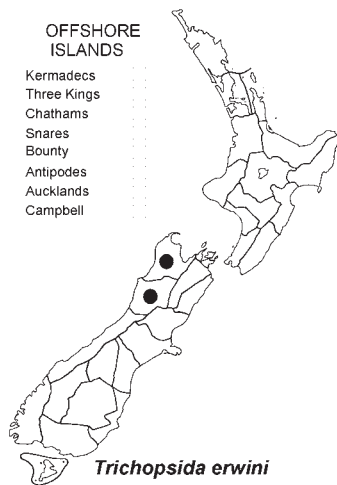 OFFSHORE
ISLANDS
Kermadecs
Three Kings
Chathams
Snares
Bounty
Antipodes
Aucklands
Campbell
Trichopsida erwini